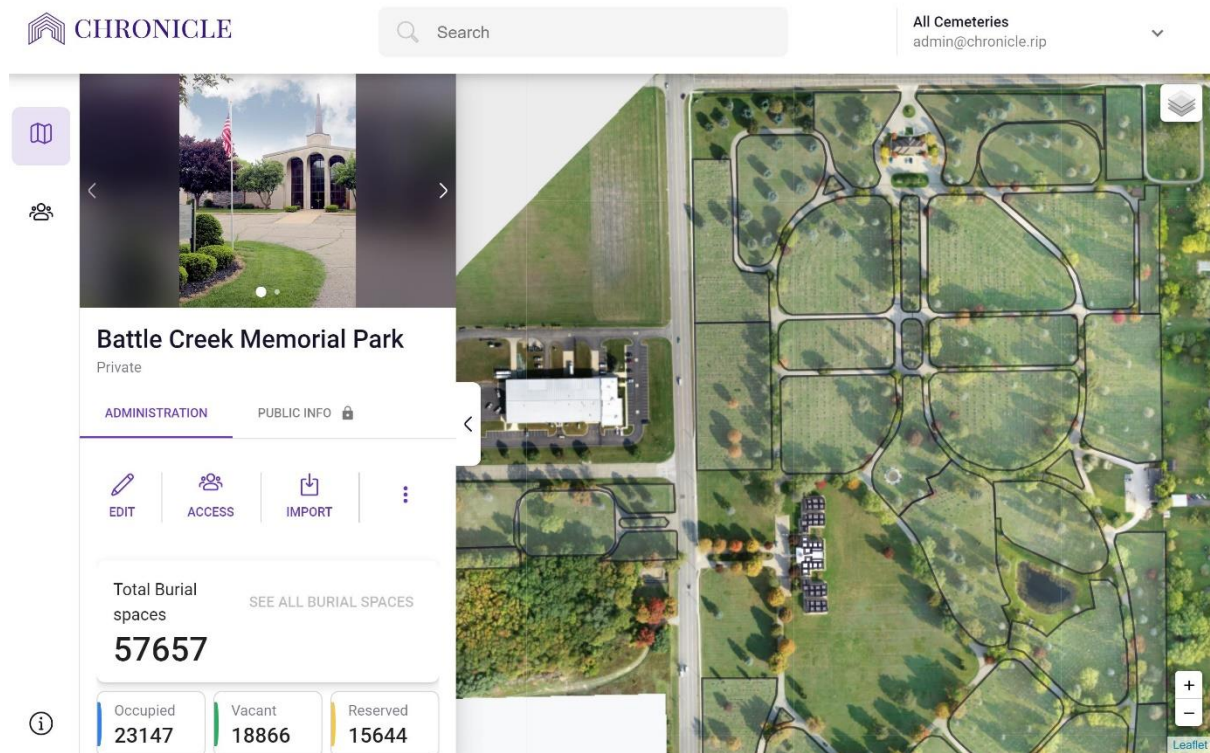 CHRONICLE
Search
All Cemeteries
admin@chronicle.rip
Battle Creek Memorial Park
Private
ADMINISTRATION
PUBLIC INFO
EDIT
ACCESS
IMPORT
Total Burial
spaces
SEE ALL BURIAL SPACES
57657
Occupied
23147
Vacant
18866
Reserved
15644
+
−
Leaflet